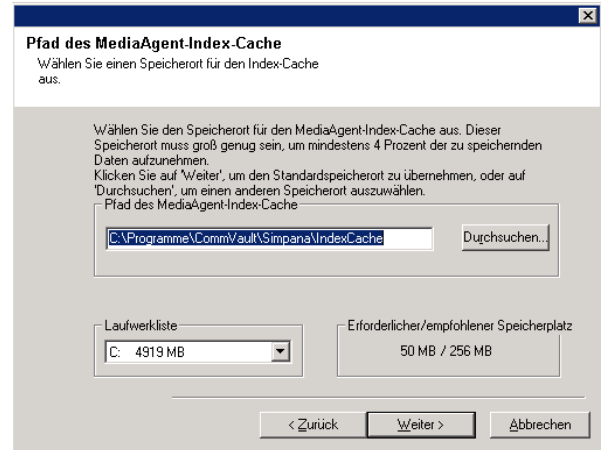 Pfad des MediaAgent-Index-Cache
Wählen Sie einen Speicherort für den Index-Cache
aus.
Wählen Sie den Speicherort für den MediaAgent-Index-Cache aus. Dieser
Speicherort muss groß genug sein, um mindestens 4 Prozent der zu speichernden
Daten aufzunehmen.
Klicken Sie auf 'Weiter', um den Standardspeicherort zu übernehmen, oder auf
'Durchsuchen', um einen anderen Speicherort auszuwählen.
Pfad des MediaAgent-Index-Cache
C:\Programme\CommVault\Simpana\IndexCache
Durchsuchen...
Laufwerkliste
Erforderlicher/empfohlener Speicherplatz
C: 4919 MB
50 MB / 256 MB
< Zurück
Weiter >
Abbrechen